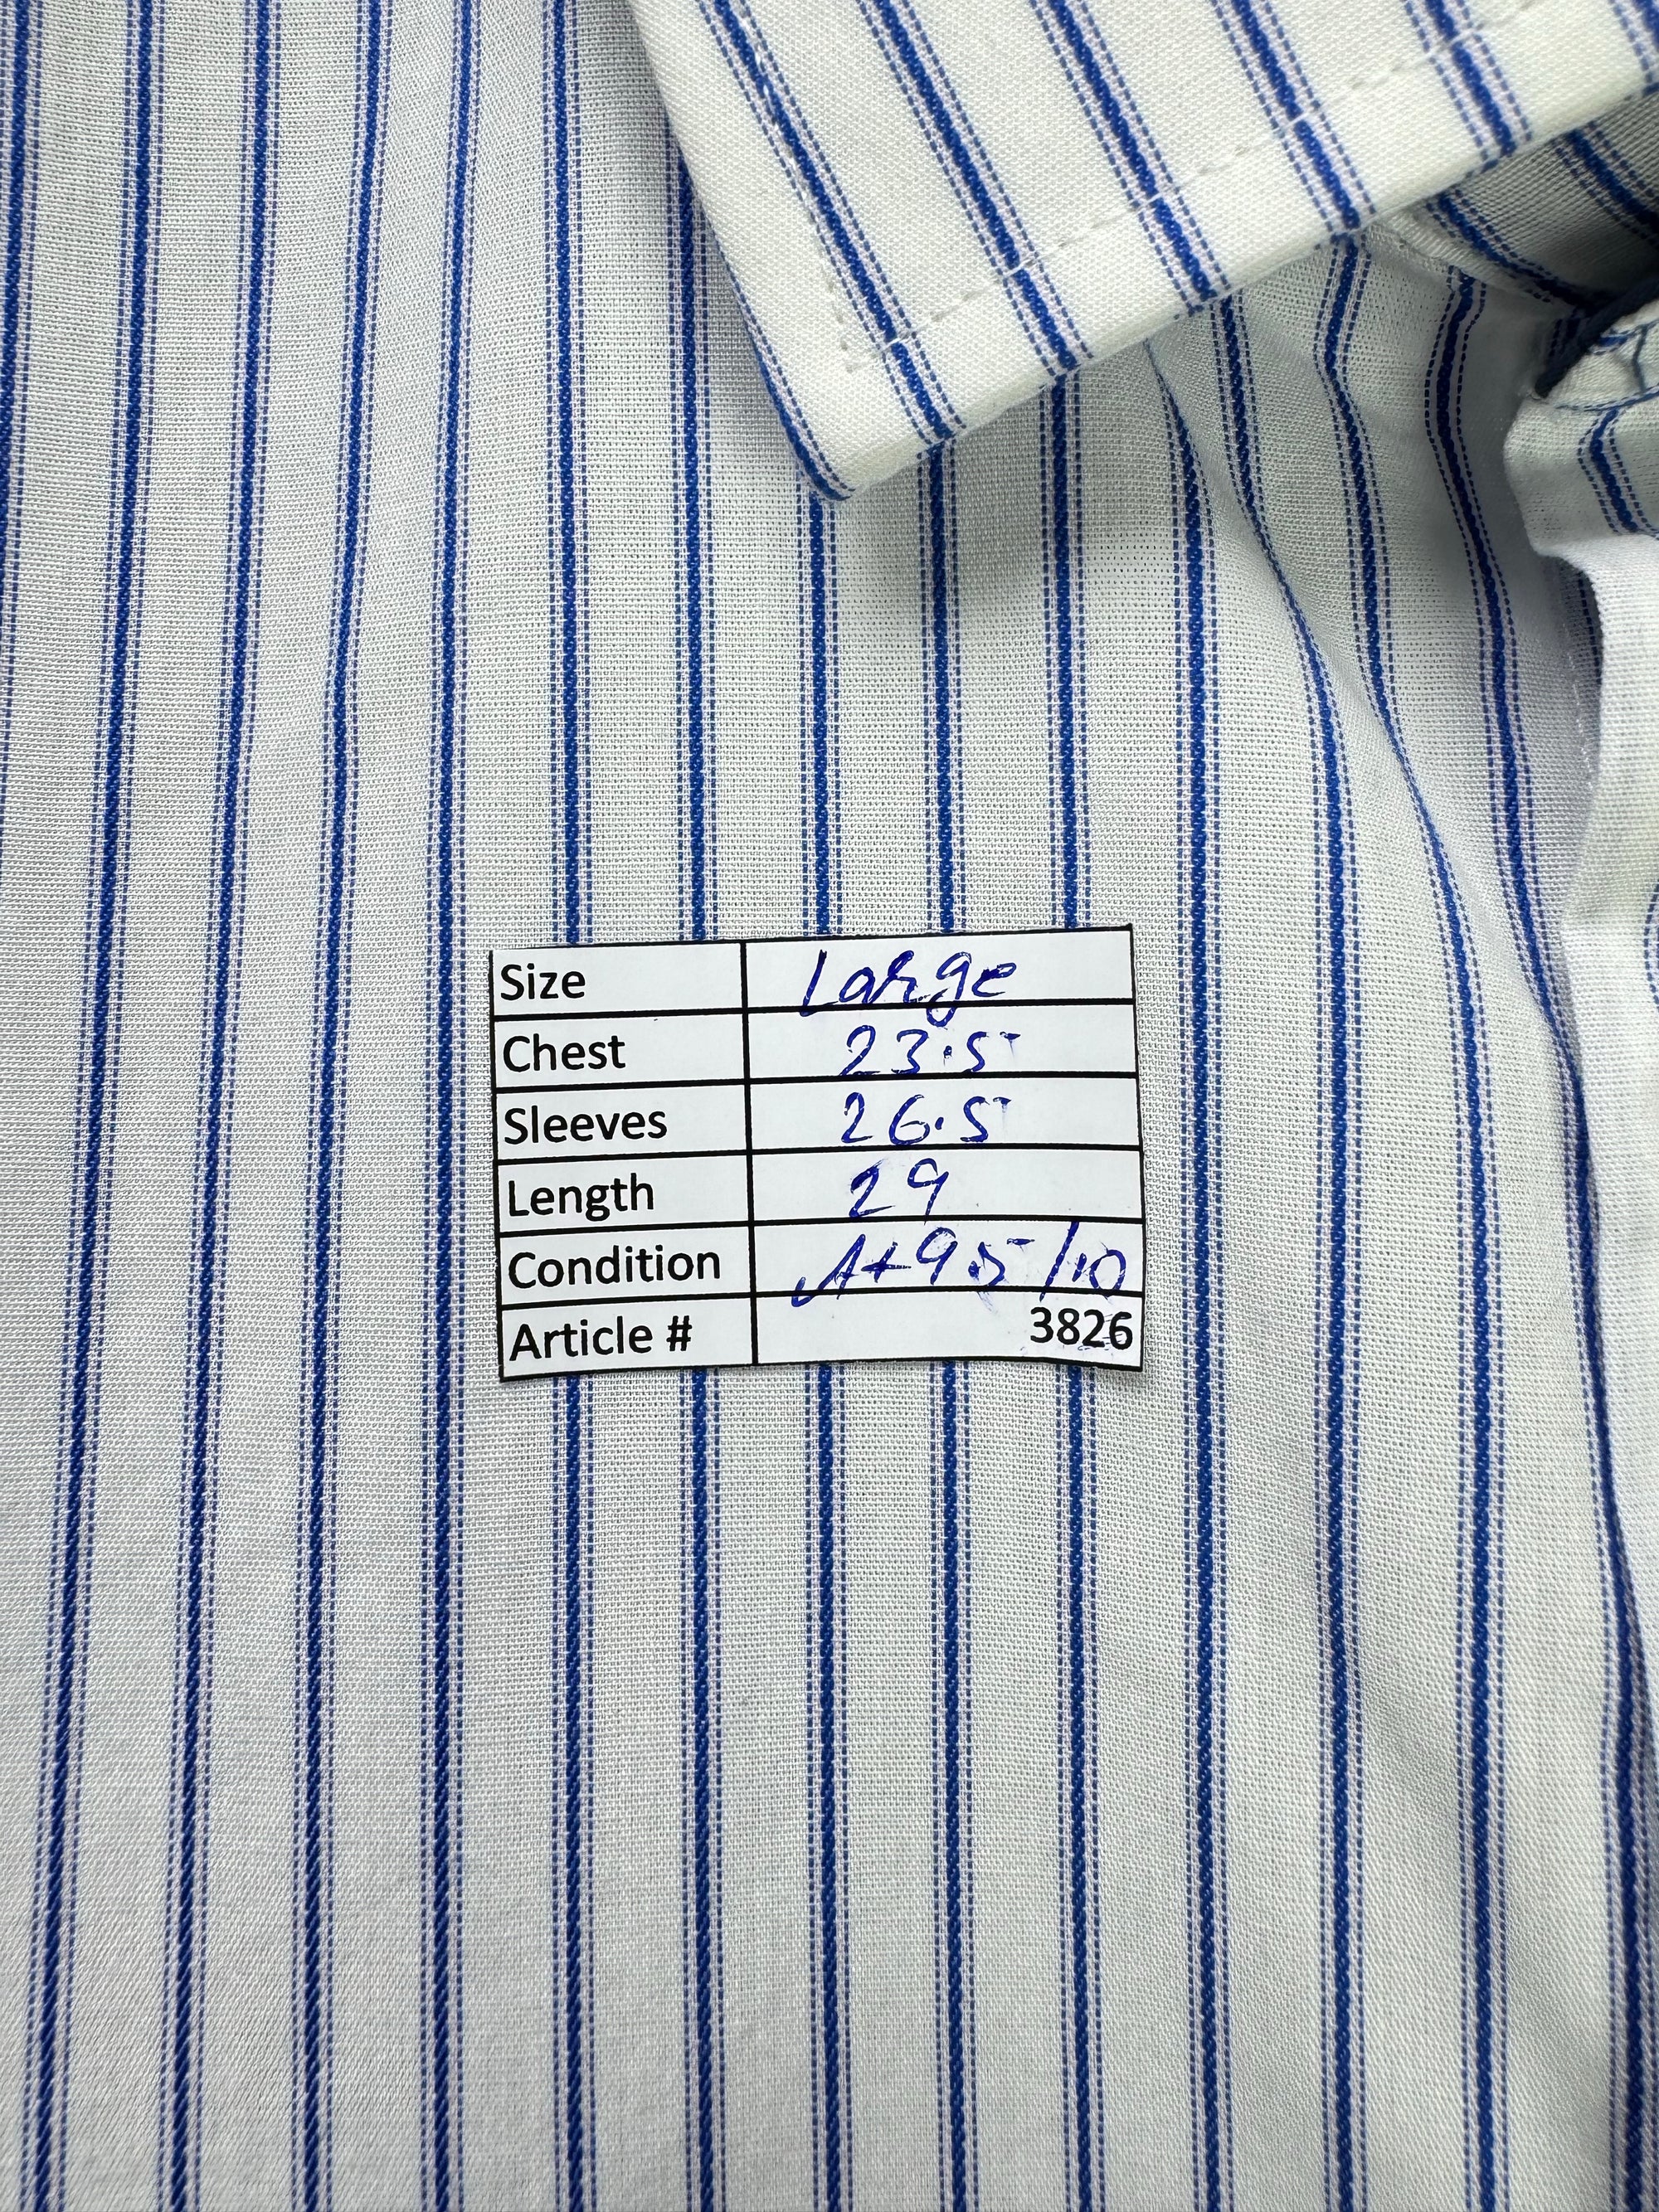 Size Large
Chest 23.5
Sleeves 26.5
Length 29
Condition A+ 9.5/10
Article # 3826